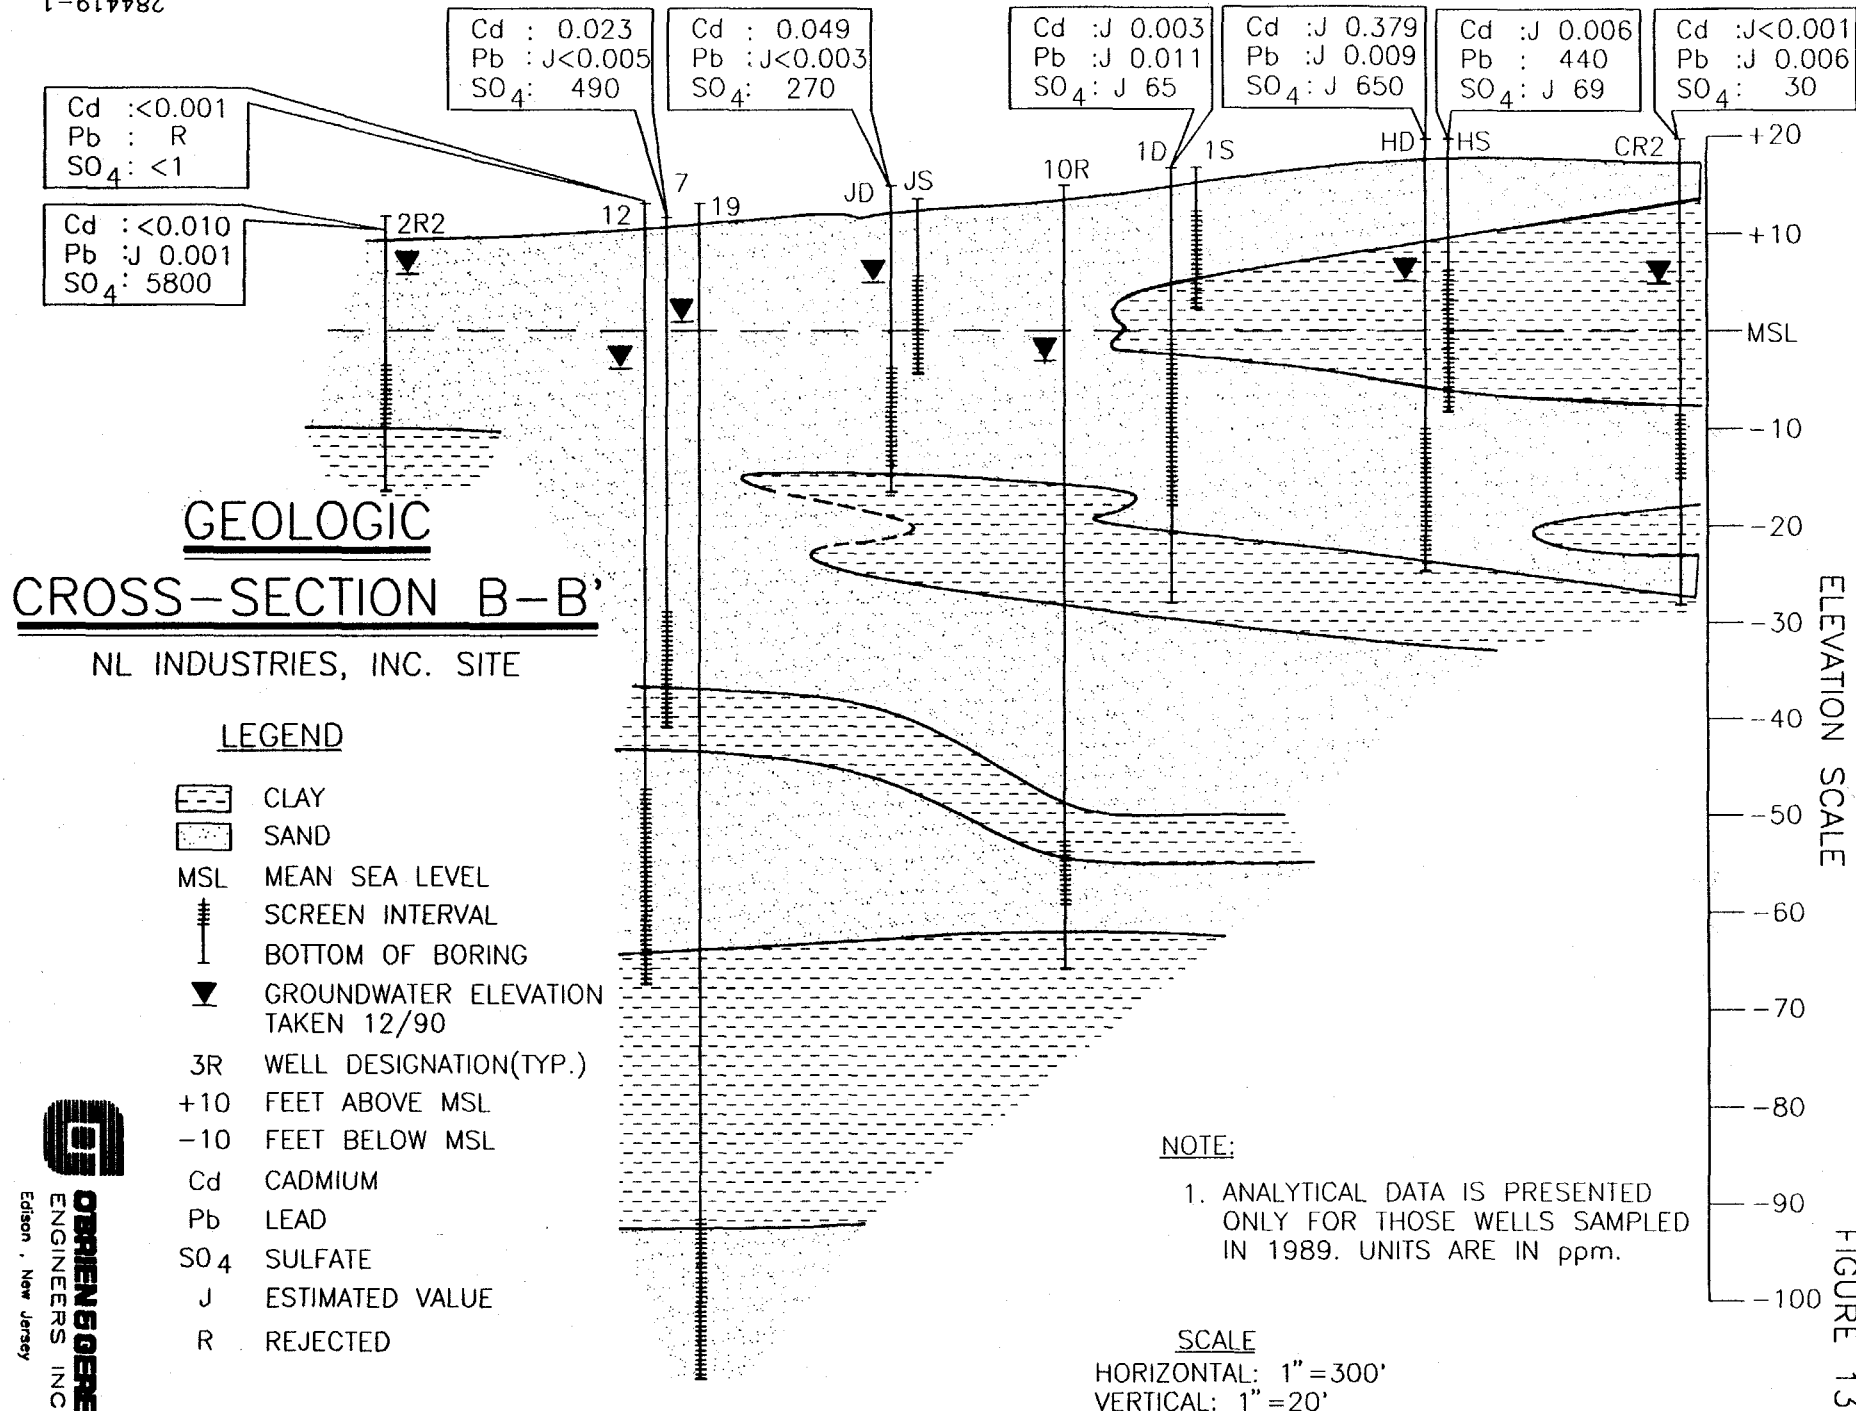 284419-1
Cd : 0.023
Pb : J<0.005
SO4: 490
Cd : 0.049
Pb : J<0.003
SO4: 270
Cd :J 0.003
Pb :J 0.011
SO4: J 65
Cd :J 0.379
Pb :J 0.009
SO4: J 650
Cd :J 0.006
Pb : 440
SO4: J 69
Cd :J<0.001
Pb :J 0.006
SO4: 30
Cd :<0.001
Pb : R
SO4: <1
Cd :<0.010
Pb :J 0.001
SO4: 5800
2R2
12
7
19
JD
JS
10R
1D
1S
HD
HS
CR2
+20
+10
MSL
-10
-20
-30
-40
-50
-60
-70
-80
-90
-100
ELEVATION SCALE
GEOLOGIC
CROSS-SECTION B-B'
NL INDUSTRIES, INC. SITE
LEGEND
CLAY
SAND
MSL MEAN SEA LEVEL
SCREEN INTERVAL
BOTTOM OF BORING
GROUNDWATER ELEVATION
TAKEN 12/90
3R WELL DESIGNATION(TYP.)
+10 FEET ABOVE MSL
-10 FEET BELOW MSL
Cd CADMIUM
Pb LEAD
SO4 SULFATE
J ESTIMATED VALUE
R REJECTED
NOTE:
1. ANALYTICAL DATA IS PRESENTED
ONLY FOR THOSE WELLS SAMPLED
IN 1989. UNITS ARE IN ppm.
SCALE
HORIZONTAL: 1"=300'
VERTICAL: 1"=20'
FIGURE 13
O'BRIEN & GERE
ENGINEERS INC
Edison , New Jersey